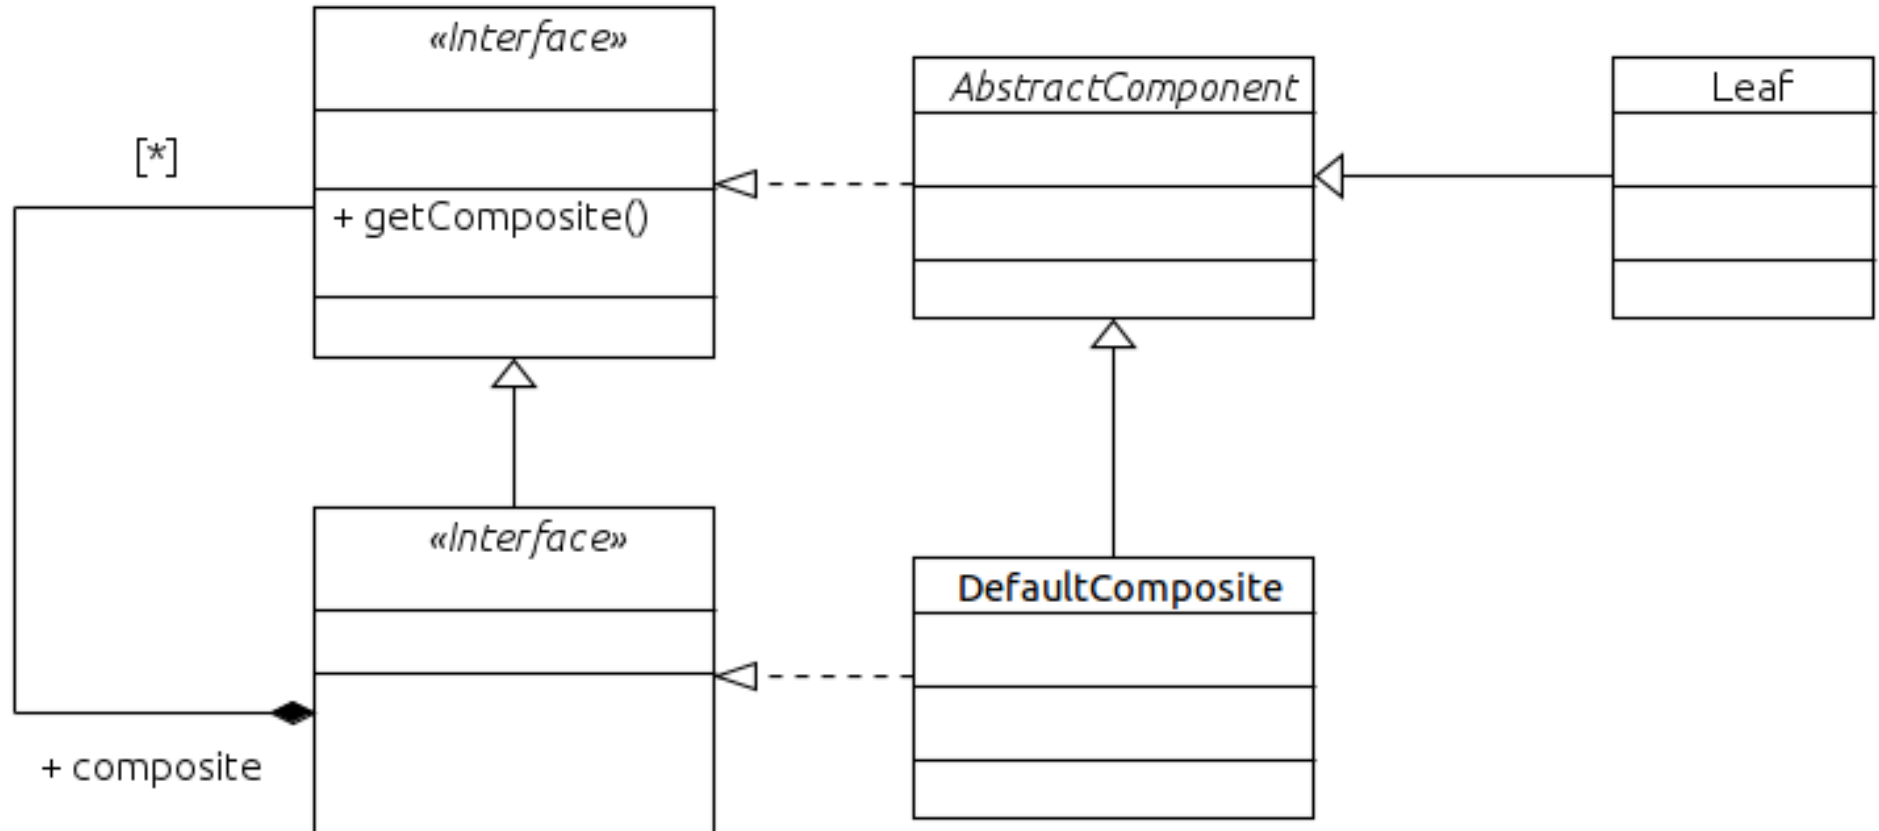 «Interface»
AbstractComponent
Leaf
[*]
+ getComposite()
«Interface»
DefaultComposite
+ composite